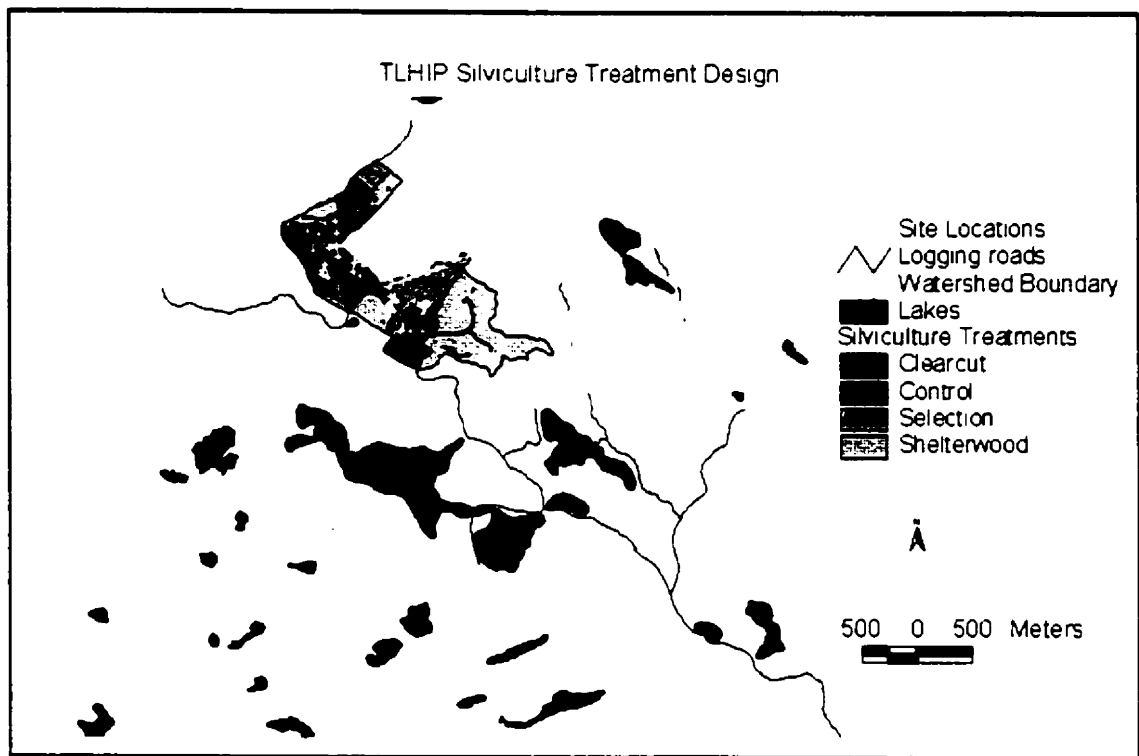 TLHIP Silviculture Treatment Design
Site Locations
Logging roads
Watershed Boundary
Lakes
Silviculture Treatments
Clearcut
Control
Selection
Shelterwood
N
500 0 500 Meters